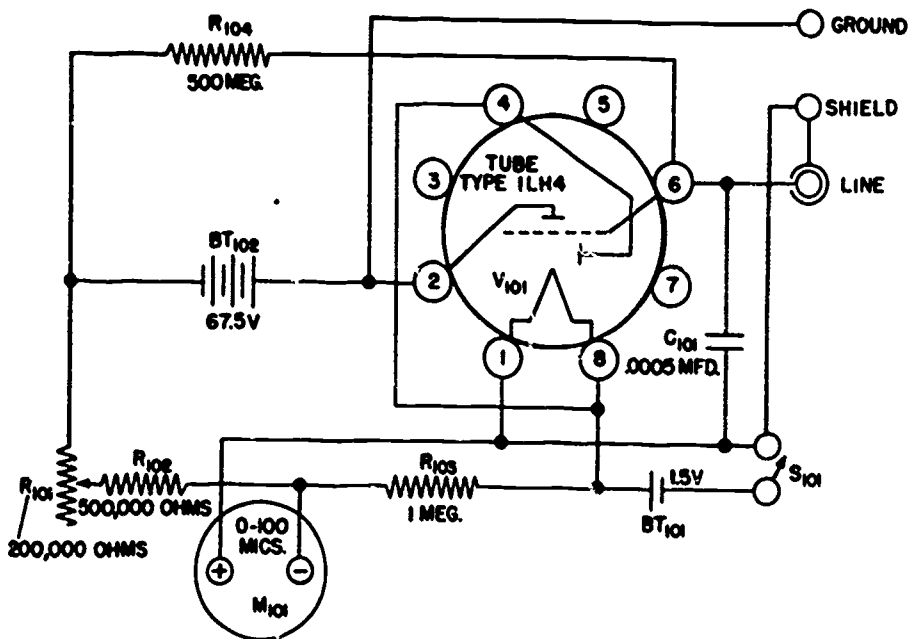 R104
500 MEG.
GROUND
SHIELD
LINE
4
5
3
TUBE
TYPE 1LH4
6
BT102
67.5V
2
V101
7
1
8
C101
.0005 MFD.
R101
200,000 OHMS
R102
500,000 OHMS
R103
1 MEG.
1.5V
BT101
S101
0-100
MICS.
+
-
M101